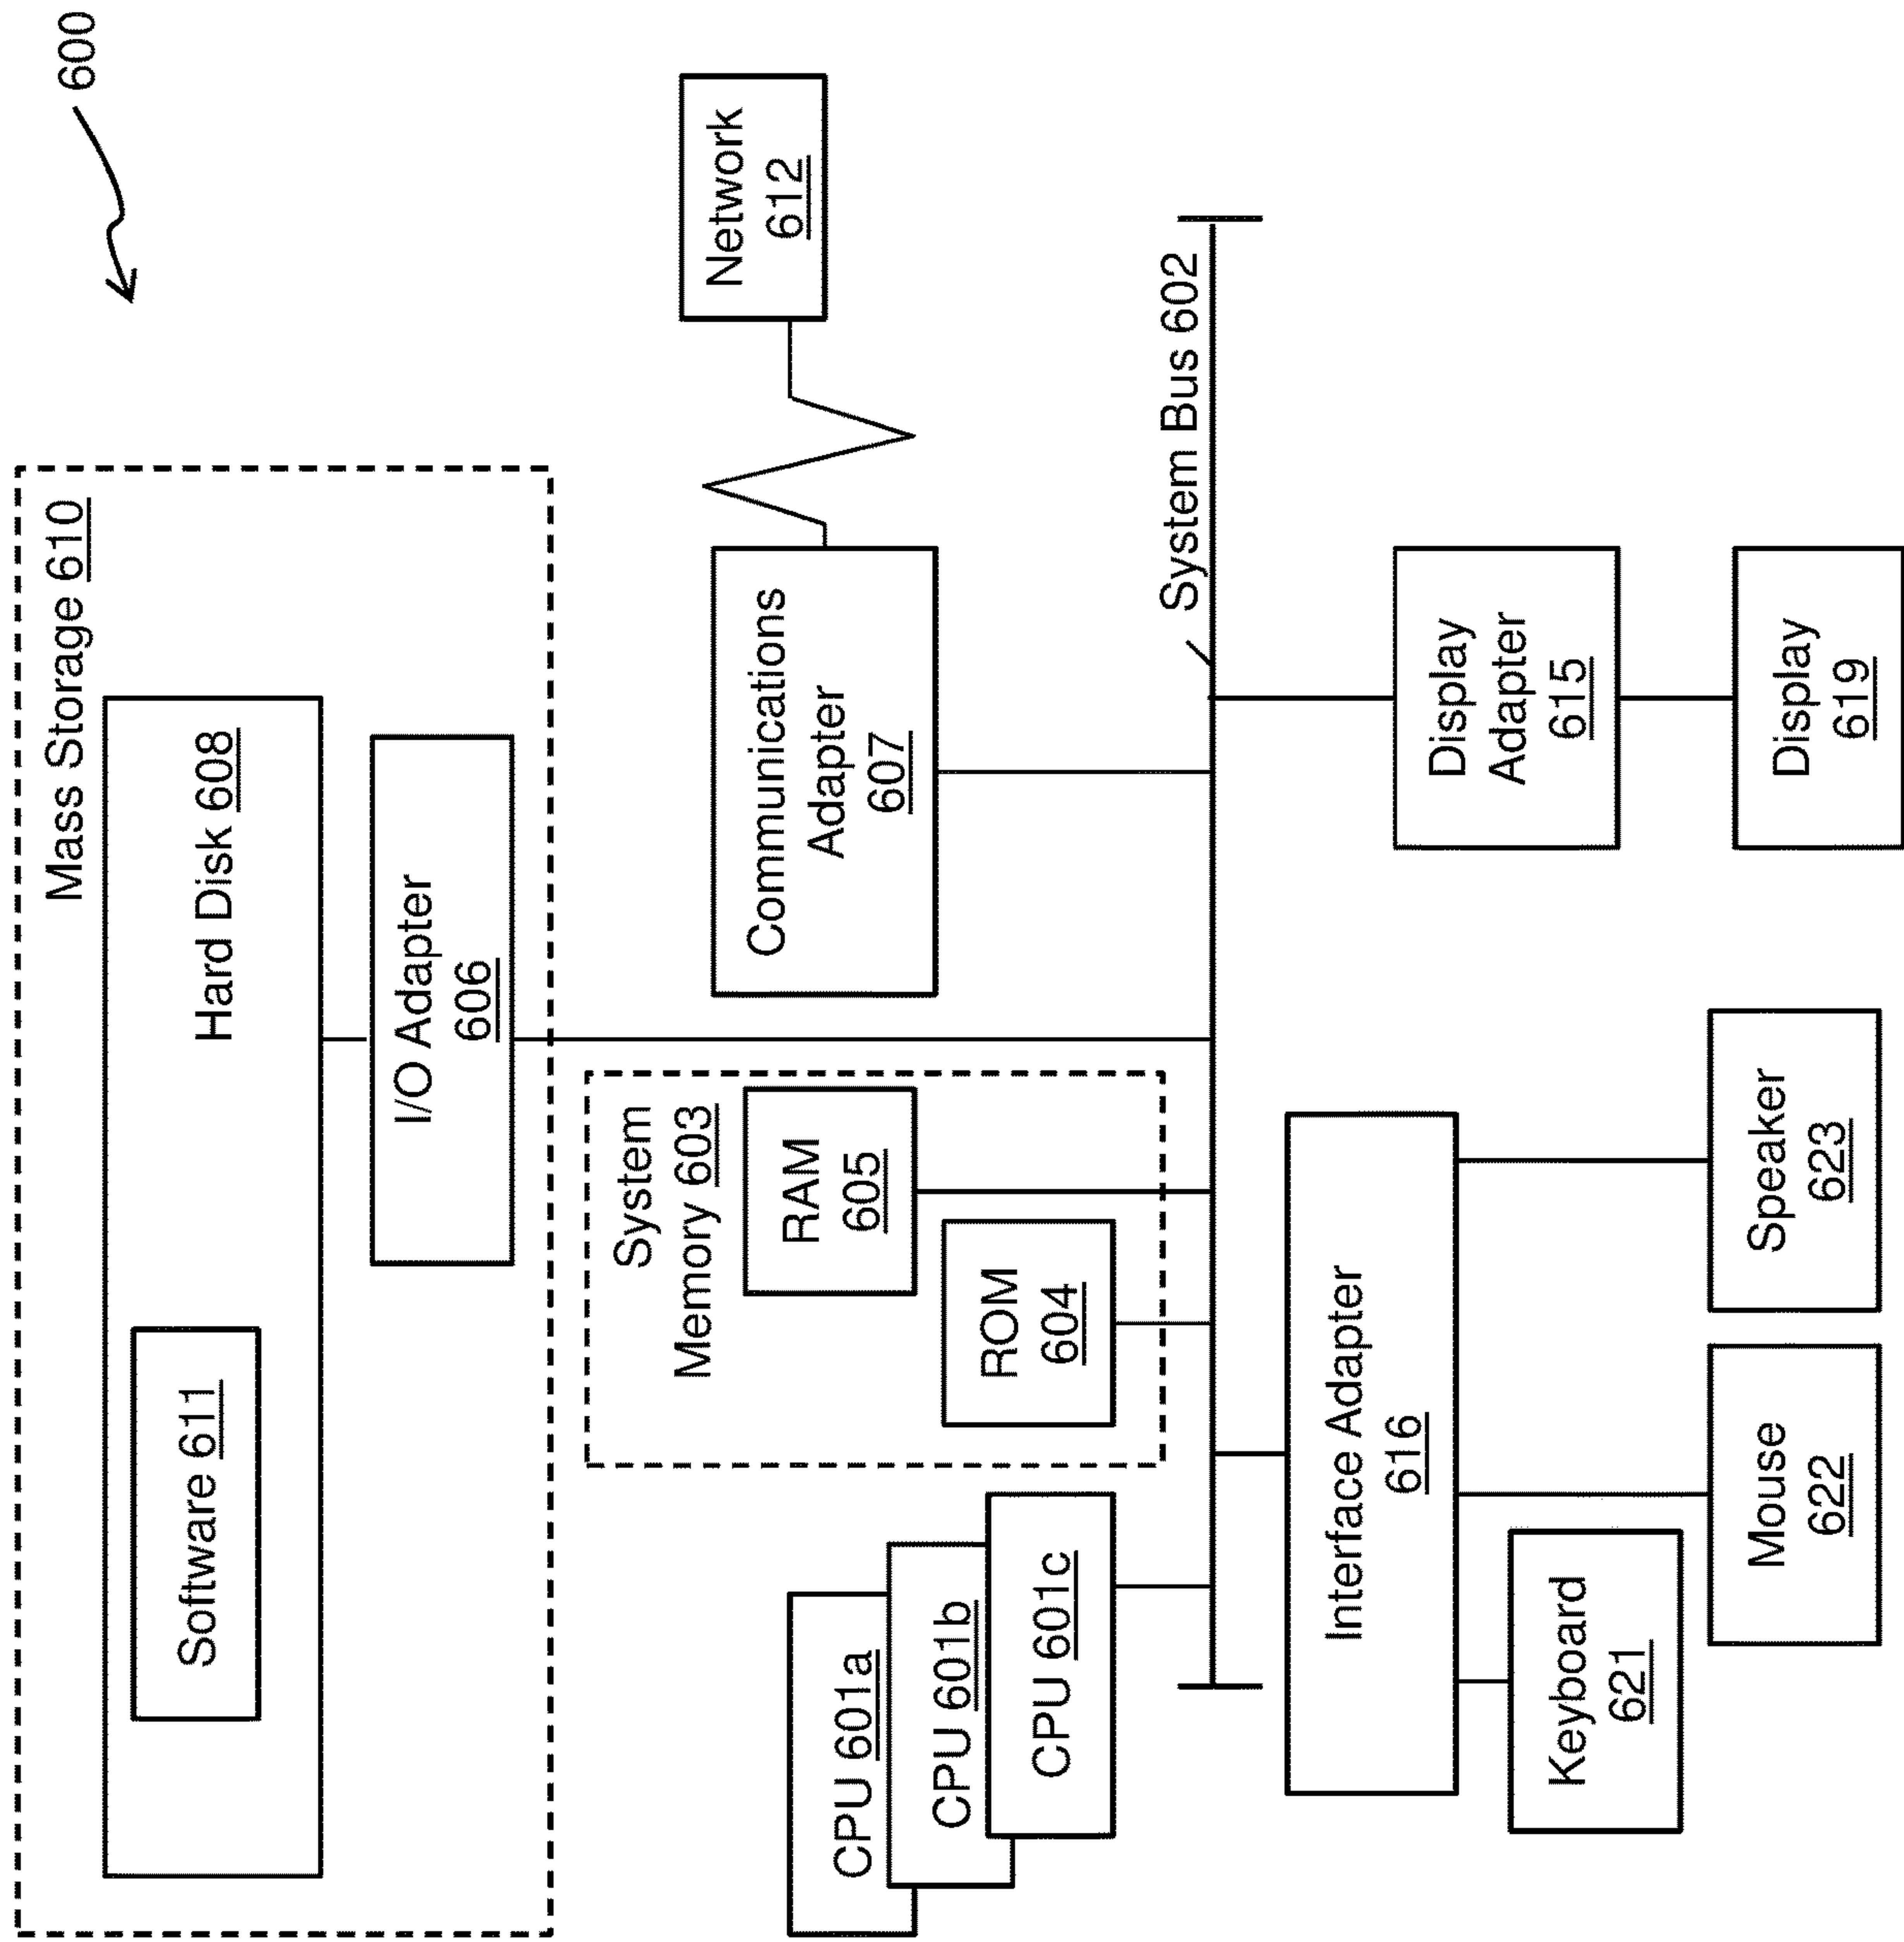 600
Mass Storage 610
Hard Disk 608
Software 611
I/O Adapter
606
System
Memory 603
RAM
605
ROM
604
CPU 601a
CPU 601b
CPU 601c
Communications
Adapter
607
Network
612
System Bus 602
Interface Adapter
616
Keyboard
621
Mouse
622
Speaker
623
Display
Adapter
615
Display
619